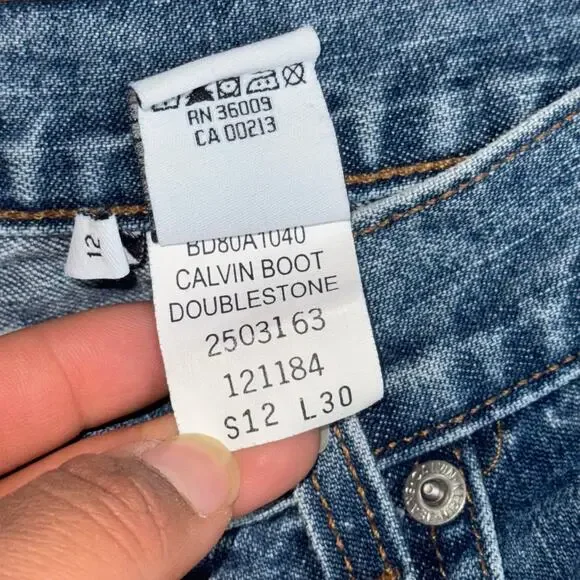 RN 36009
CA 00213
12
BD80A1040
CALVIN BOOT
DOUBLESTONE
2503163
121184
S12 L30